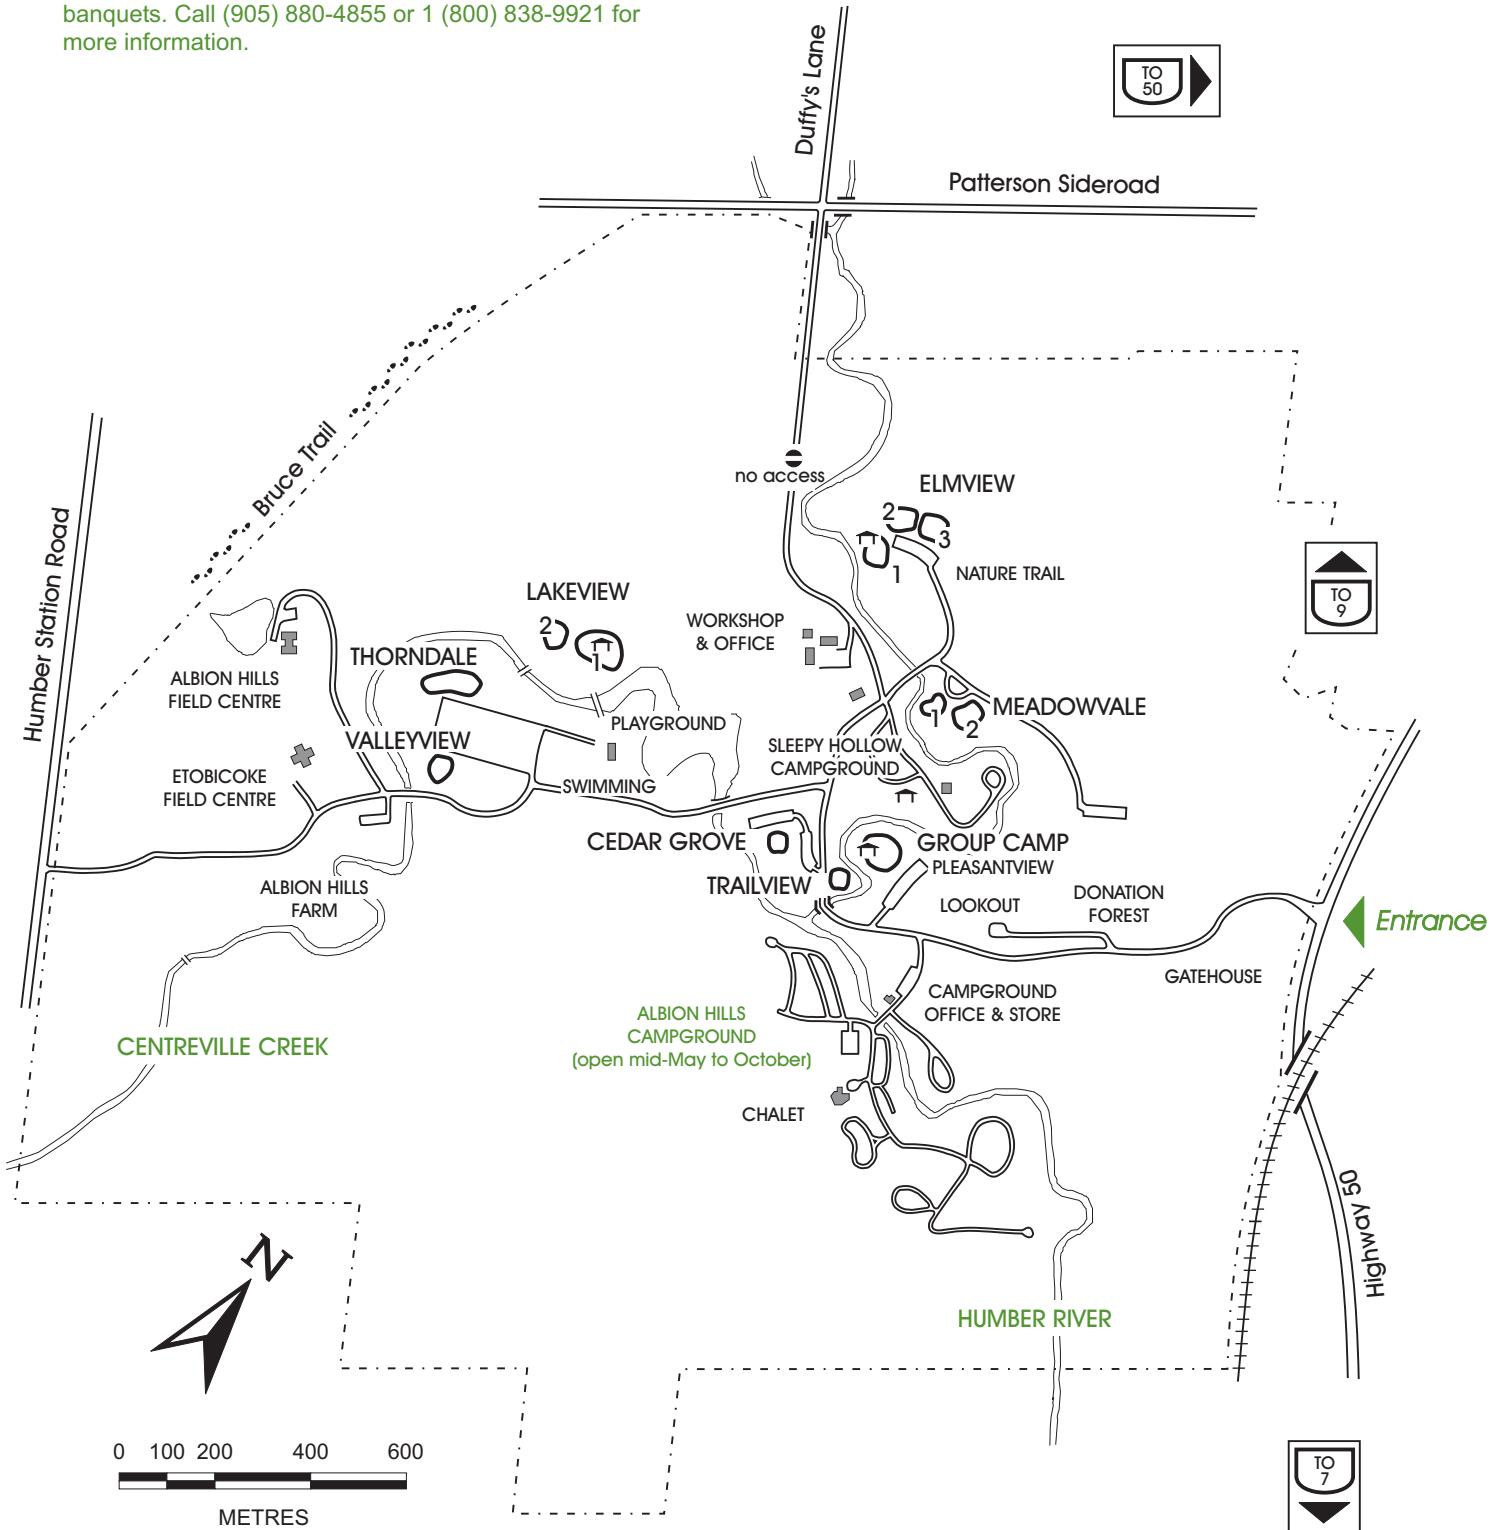 banquets. Call (905) 880-4855 or 1 (800) 838-9921 for
more information.
Duffy's Lane
TO
50
Patterson Sideroad
Bruce Trail
no access
Humber Station Road
ELMVIEW
2
3
1
NATURE TRAIL
TO
9
LAKEVIEW
2
1
WORKSHOP
& OFFICE
THORNDALE
ALBION HILLS
FIELD CENTRE
MEADOWVALE
1
2
PLAYGROUND
VALLEYVIEW
SLEEPY HOLLOW
CAMPGROUND
ETOBICOKE
FIELD CENTRE
SWIMMING
CEDAR GROVE
GROUP CAMP
PLEASANTVIEW
TRAILVIEW
ALBION HILLS
FARM
LOOKOUT
DONATION
FOREST
Entrance
GATEHOUSE
CAMPGROUND
OFFICE & STORE
ALBION HILLS
CAMPGROUND
(open mid-May to October)
CENTREVILLE CREEK
CHALET
Highway 50
N
HUMBER RIVER
0 100 200 400 600
METRES
TO
7